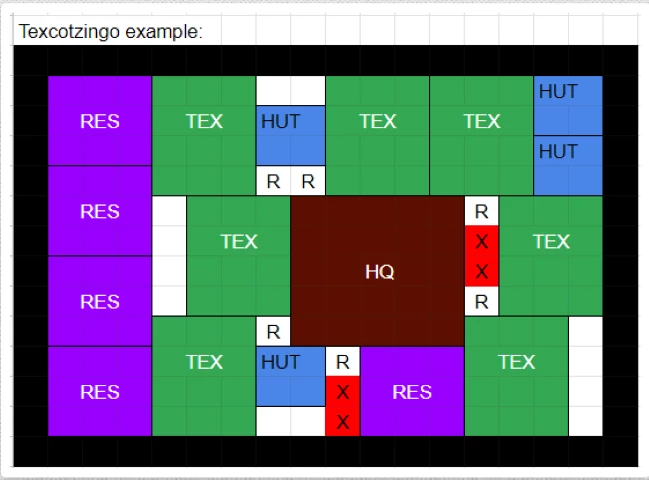 Texcotzingo example:
HUT
RES TEX HUT TEX TEX
HUT
R R
RES R
TEX X TEX
HQ X
RES R
R
TEX HUT R TEX
RES X RES
X